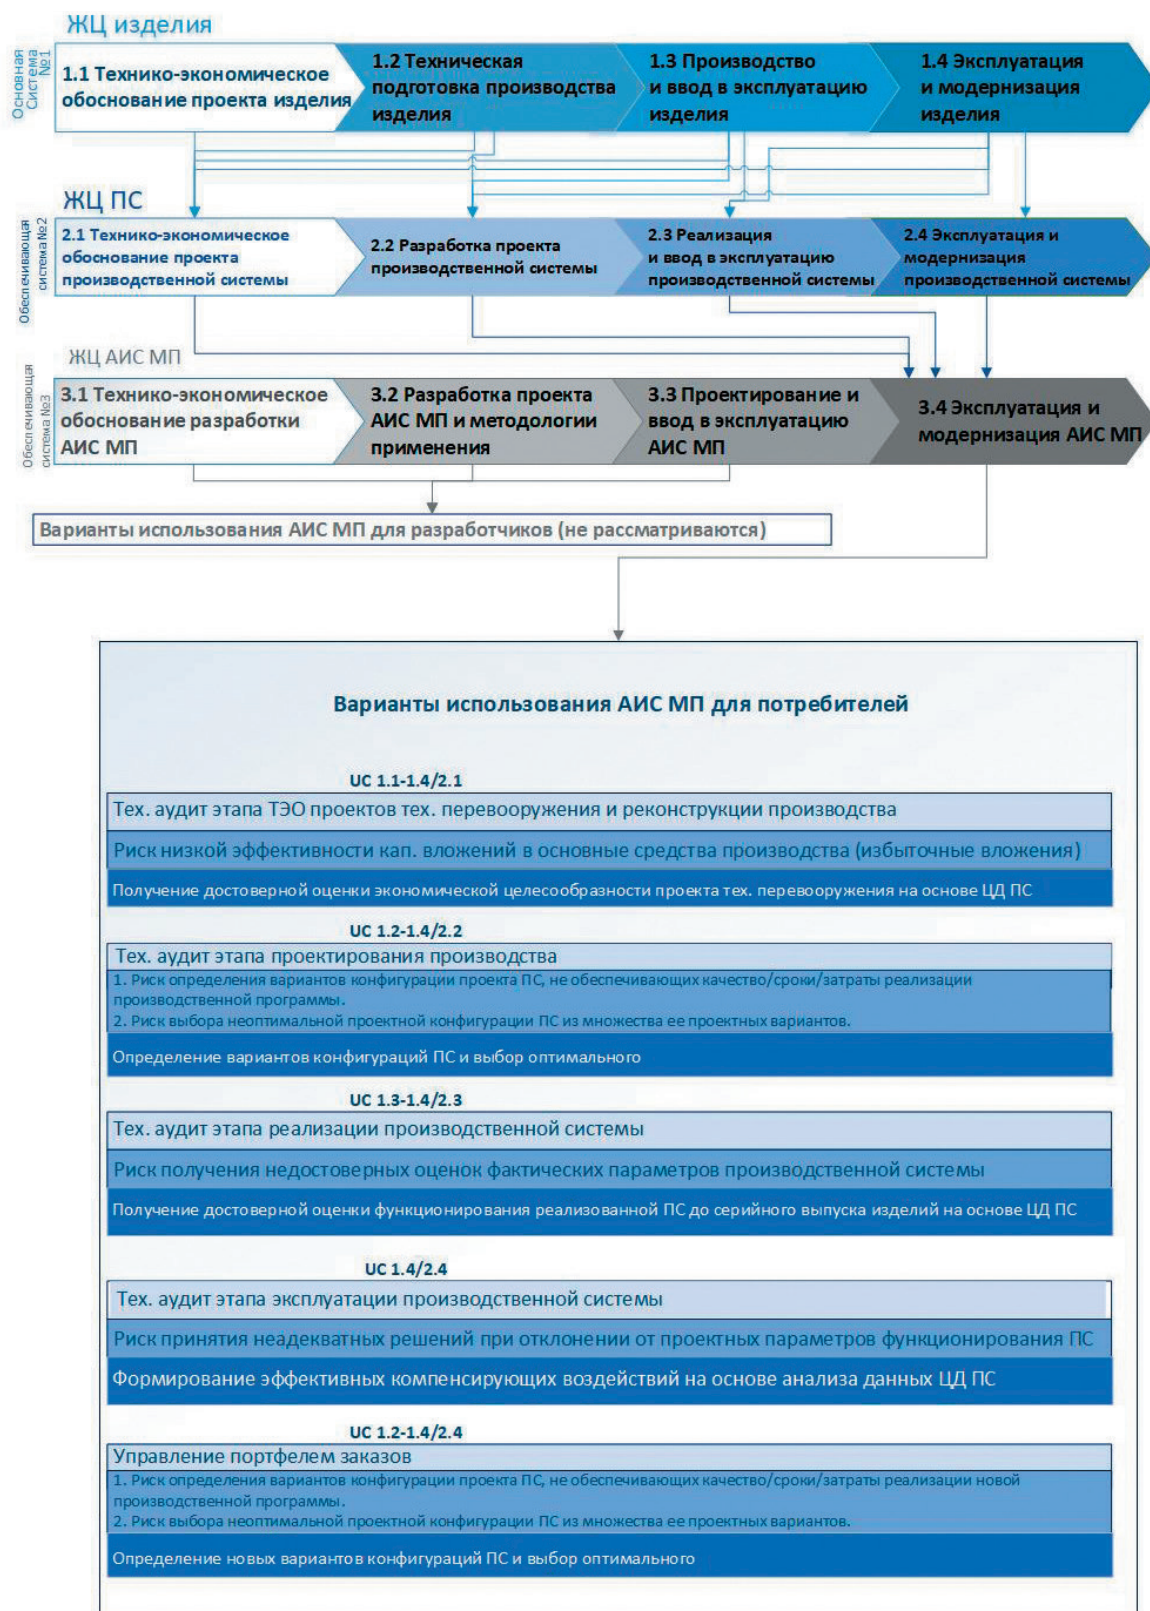 ЖЦ изделия
Основная
Система
№1
1.1 Технико-экономическое
обоснование проекта изделия
1.2 Техническая
подготовка производства
изделия
1.3 Производство
и ввод в эксплуатацию
изделия
1.4 Эксплуатация
и модернизация
изделия
ЖЦ ПС
Обеспечивающая
система №2
2.1 Технико-экономическое
обоснование проекта
производственной системы
2.2 Разработка проекта
производственной системы
2.3 Реализация
и ввод в эксплуатацию
производственной системы
2.4 Эксплуатация и
модернизация
производственной системы
ЖЦ АИС МП
Обеспечивающая
система №3
3.1 Технико-экономическое
обоснование разработки
АИС МП
3.2 Разработка проекта
АИС МП и методологии
применения
3.3 Проектирование и
ввод в эксплуатацию
АИС МП
3.4 Эксплуатация и
модернизация АИС МП
Варианты использования АИС МП для разработчиков (не рассматриваются)
Варианты использования АИС МП для потребителей
UC 1.1-1.4/2.1
Тех. аудит этапа ТЭО проектов тех. перевооружения и реконструкции производства
Риск низкой эффективности кап. вложений в основные средства производства (избыточные вложения)
Получение достоверной оценки экономической целесообразности проекта тех. перевооружения на основе ЦД ПС
UC 1.2-1.4/2.2
Тех. аудит этапа проектирования производства
1. Риск определения вариантов конфигурации проекта ПС, не обеспечивающих качество/сроки/затраты реализации
производственной программы.
2. Риск выбора неоптимальной проектной конфигурации ПС из множества ее проектных вариантов.
Определение вариантов конфигураций ПС и выбор оптимального
UC 1.3-1.4/2.3
Тех. аудит этапа реализации производственной системы
Риск получения недостоверных оценок фактических параметров производственной системы
Получение достоверной оценки функционирования реализованной ПС до серийного выпуска изделий на основе ЦД ПС
UC 1.4/2.4
Тех. аудит этапа эксплуатации производственной системы
Риск принятия неадекватных решений при отклонении от проектных параметров функционирования ПС
Формирование эффективных компенсирующих воздействий на основе анализа данных ЦД ПС
UC 1.2-1.4/2.4
Управление портфелем заказов
1. Риск определения вариантов конфигурации проекта ПС, не обеспечивающих качество/сроки/затраты реализации новой
производственной программы.
2. Риск выбора неоптимальной проектной конфигурации ПС из множества ее проектных вариантов.
Определение новых вариантов конфигураций ПС и выбор оптимального